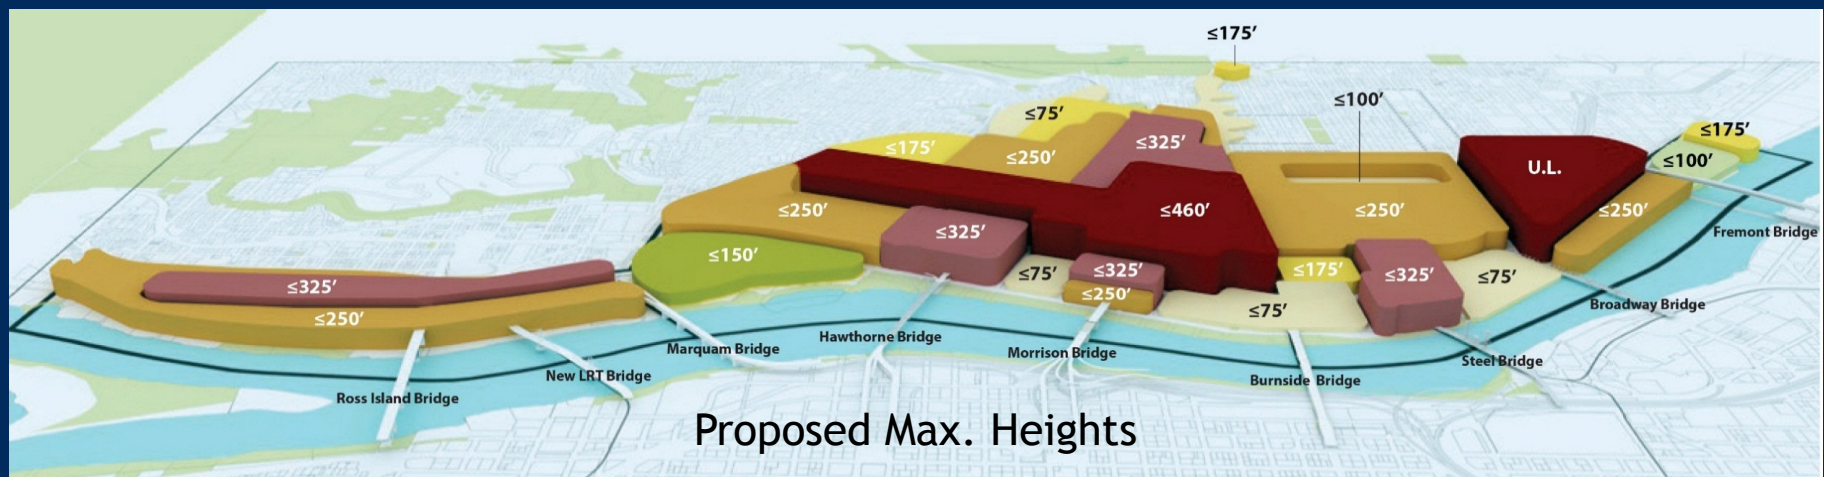 ≤175’
≤100’
≤75’
≤175’
≤325’
≤175’
≤250’
≤100’
U.L.
≤250’
≤460’
≤250’
≤250’
≤325’
Fremont Bridge
≤150’
≤75’
≤325’
≤175’
≤325’
≤75’
≤325’
≤250’
≤75’
Broadway Bridge
≤250’
Hawthorne Bridge
Marquam Bridge
Morrison Bridge
Steel Bridge
New LRT Bridge
Burnside Bridge
Ross Island Bridge
Proposed Max. Heights